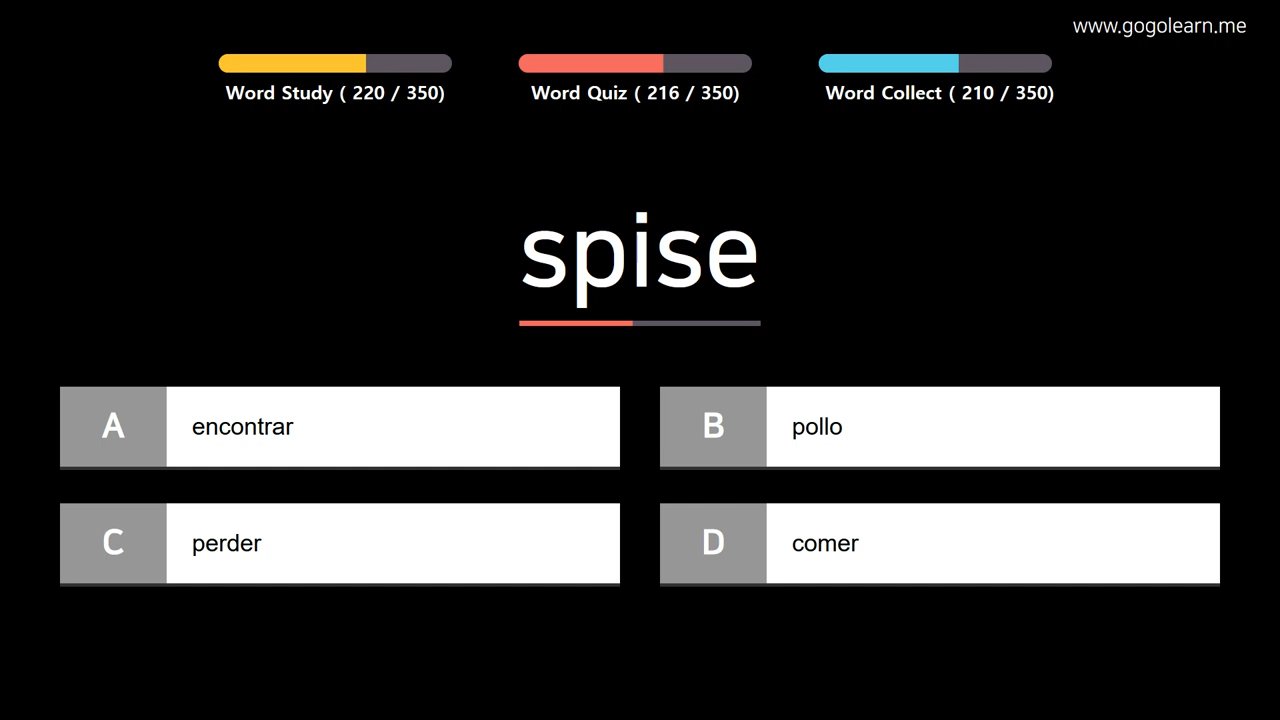 www.gogolearn.me
Word Study ( 220 / 350)
Word Quiz ( 216 / 350)
Word Collect ( 210 / 350)
spise
A encontrar
B pollo
C perder
D comer